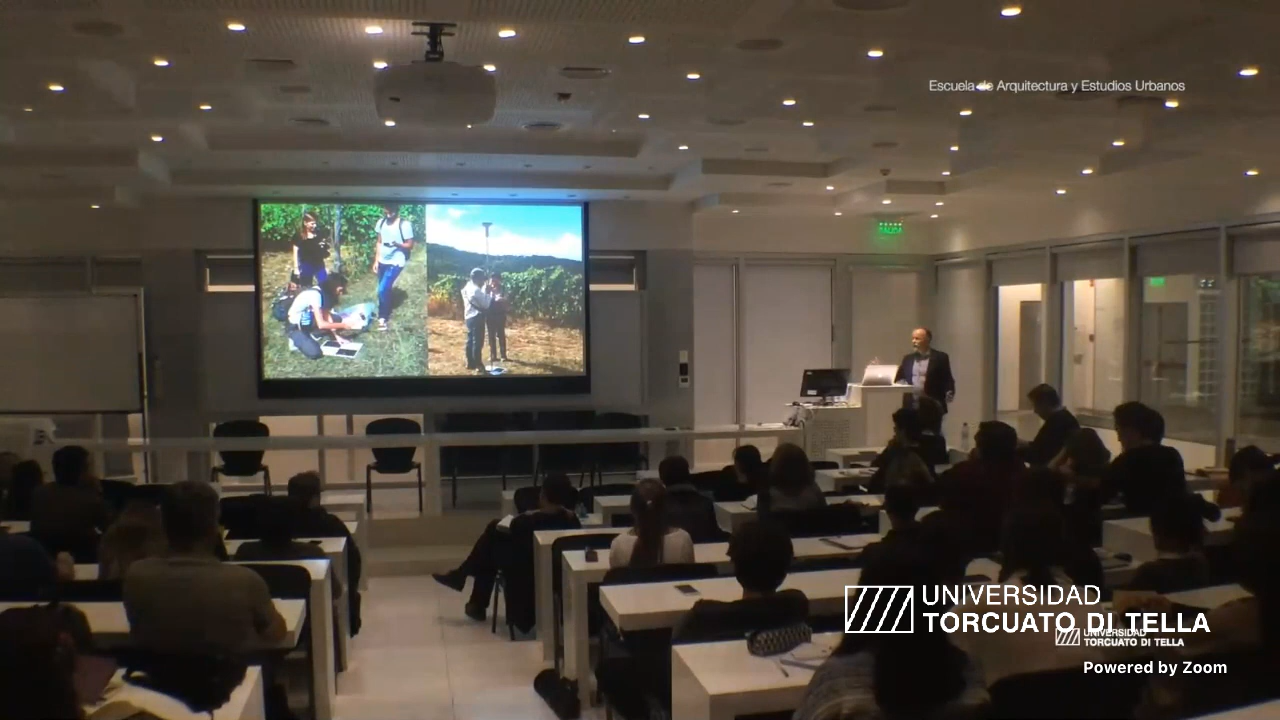 Escuela de Arquitectura y Estudios Urbanos
SALIDA
UNIVERSIDAD
TORCUATO DI TELLA
UNIVERSIDAD
TORCUATO DI TELLA
Powered by Zoom